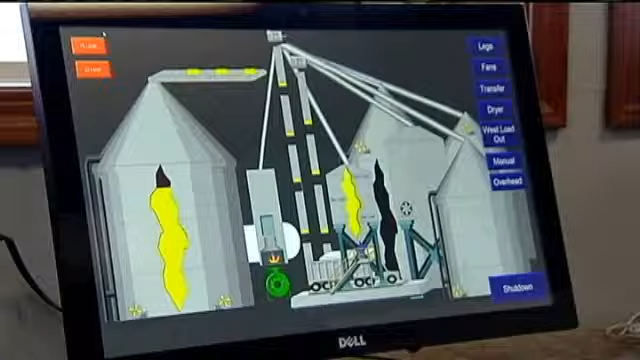 Legs
Fans
Transfer
Dryer
West Load
Out
Manual
Overhead
Shutdown
DELL